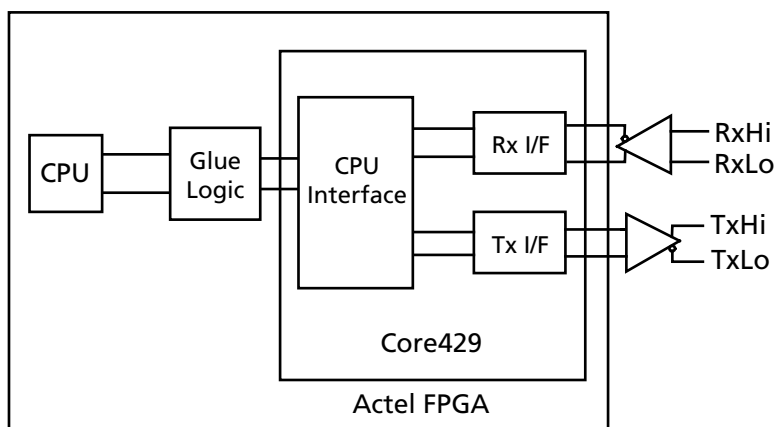 CPU
Glue
Logic
CPU
Interface
Rx I/F
Tx I/F
RxHi
RxLo
TxHi
TxLo
Core429
Actel FPGA